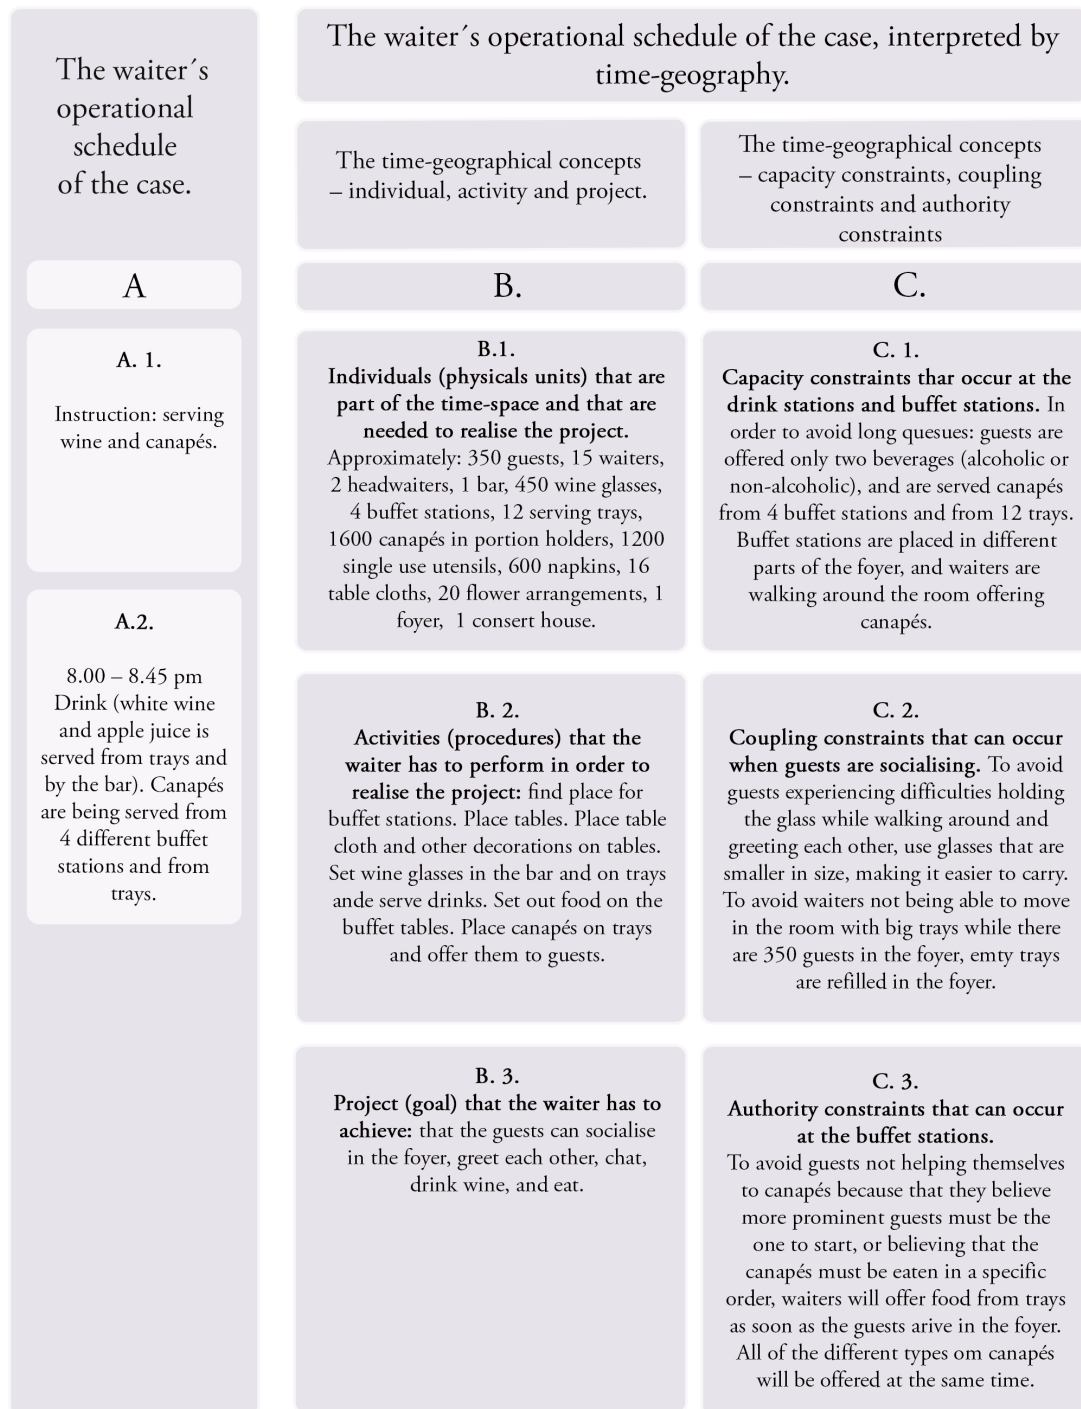 The waiter´s
operational
schedule
of the case.
A
A. 1.
Instruction: serving
wine and canapés.
A.2.
8.00 – 8.45 pm
Drink (white wine
and apple juice is
served from trays and
by the bar). Canapés
are being served from
4 different buffet
stations and from
trays.
The waiter´s operational schedule of the case, interpreted by
time-geography.
The time-geographical concepts
– individual, activity and project.
B.
B.1.
Individuals (physicals units) that are
part of the time-space and that are
needed to realise the project.
Approximately: 350 guests, 15 waiters,
2 headwaiters, 1 bar, 450 wine glasses,
4 buffet stations, 12 serving trays,
1600 canapés in portion holders, 1200
single use utensils, 600 napkins, 16
table cloths, 20 flower arrangements, 1
foyer, 1 consert house.
B. 2.
Activities (procedures) that the
waiter has to perform in order to
realise the project: find place for
buffet stations. Place tables. Place table
cloth and other decorations on tables.
Set wine glasses in the bar and on trays
ande serve drinks. Set out food on the
buffet tables. Place canapés on trays
and offer them to guests.
B. 3.
Project (goal) that the waiter has to
achieve: that the guests can socialise
in the foyer, greet each other, chat,
drink wine, and eat.
The time-geographical concepts
– capacity constraints, coupling
constraints and authority
constraints
C.
C. 1.
Capacity constraints thar occur at the
drink stations and buffet stations. In
order to avoid long quesues: guests are
offered only two beverages (alcoholic or
non-alcoholic), and are served canapés
from 4 buffet stations and from 12 trays.
Buffet stations are placed in different
parts of the foyer, and waiters are
walking around the room offering
canapés.
C. 2.
Coupling constraints that can occur
when guests are socialising. To avoid
guests experiencing difficulties holding
the glass while walking around and
greeting each other, use glasses that are
smaller in size, making it easier to carry.
To avoid waiters not being able to move
in the room with big trays while there
are 350 guests in the foyer, emty trays
are refilled in the foyer.
C. 3.
Authority constraints that can occur
at the buffet stations.
To avoid guests not helping themselves
to canapés because that they believe
more prominent guests must be the
one to start, or believing that the
canapés must be eaten in a specific
order, waiters will offer food from trays
as soon as the guests arive in the foyer.
All of the different types om canapés
will be offered at the same time.